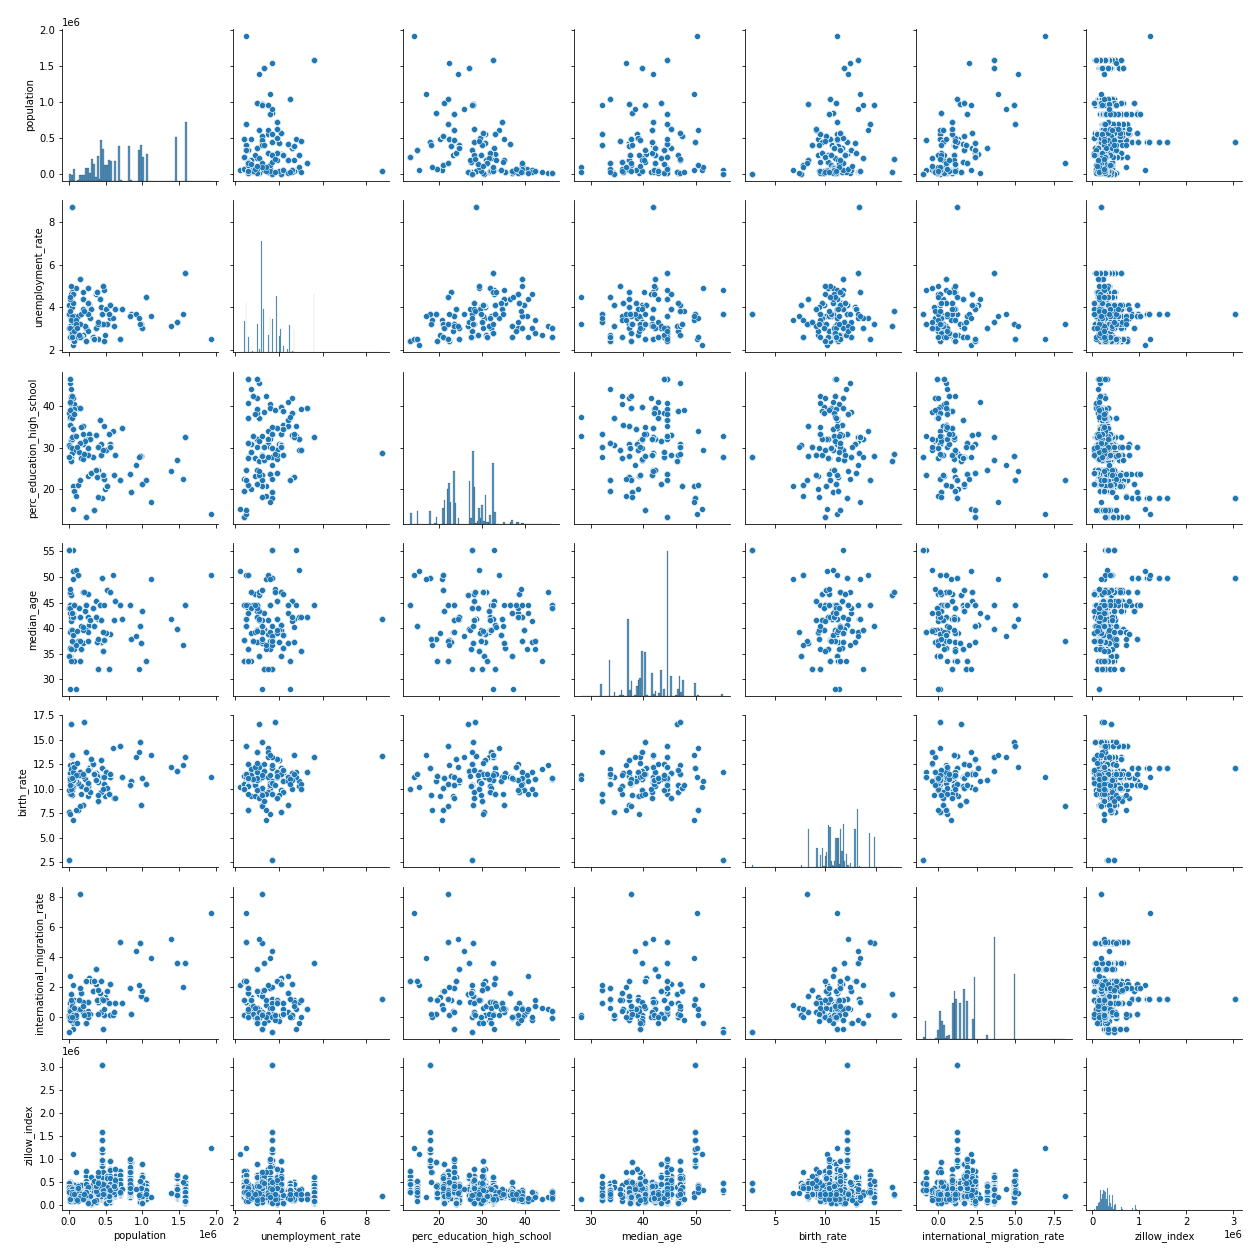 1e6
2.0
1.5
1.0
0.5
0.0
population
8
6
4
2
unemployment_rate
40
30
20
perc_education_high_school
55
50
45
40
35
30
median_age
17.5
15.0
12.5
10.0
7.5
5.0
2.5
birth_rate
8
6
4
2
0
international_migration_rate
1e6
3.0
2.5
2.0
1.5
1.0
0.5
0.0
zillow_index
0.0 0.5 1.0 1.5 2.0
1e6
population
2 4 6 8
unemployment_rate
20 30 40
perc_education_high_school
30 40 50
median_age
5 10 15
birth_rate
0.0 2.5 5.0 7.5
international_migration_rate
0 1 2 3
1e6
zillow_index